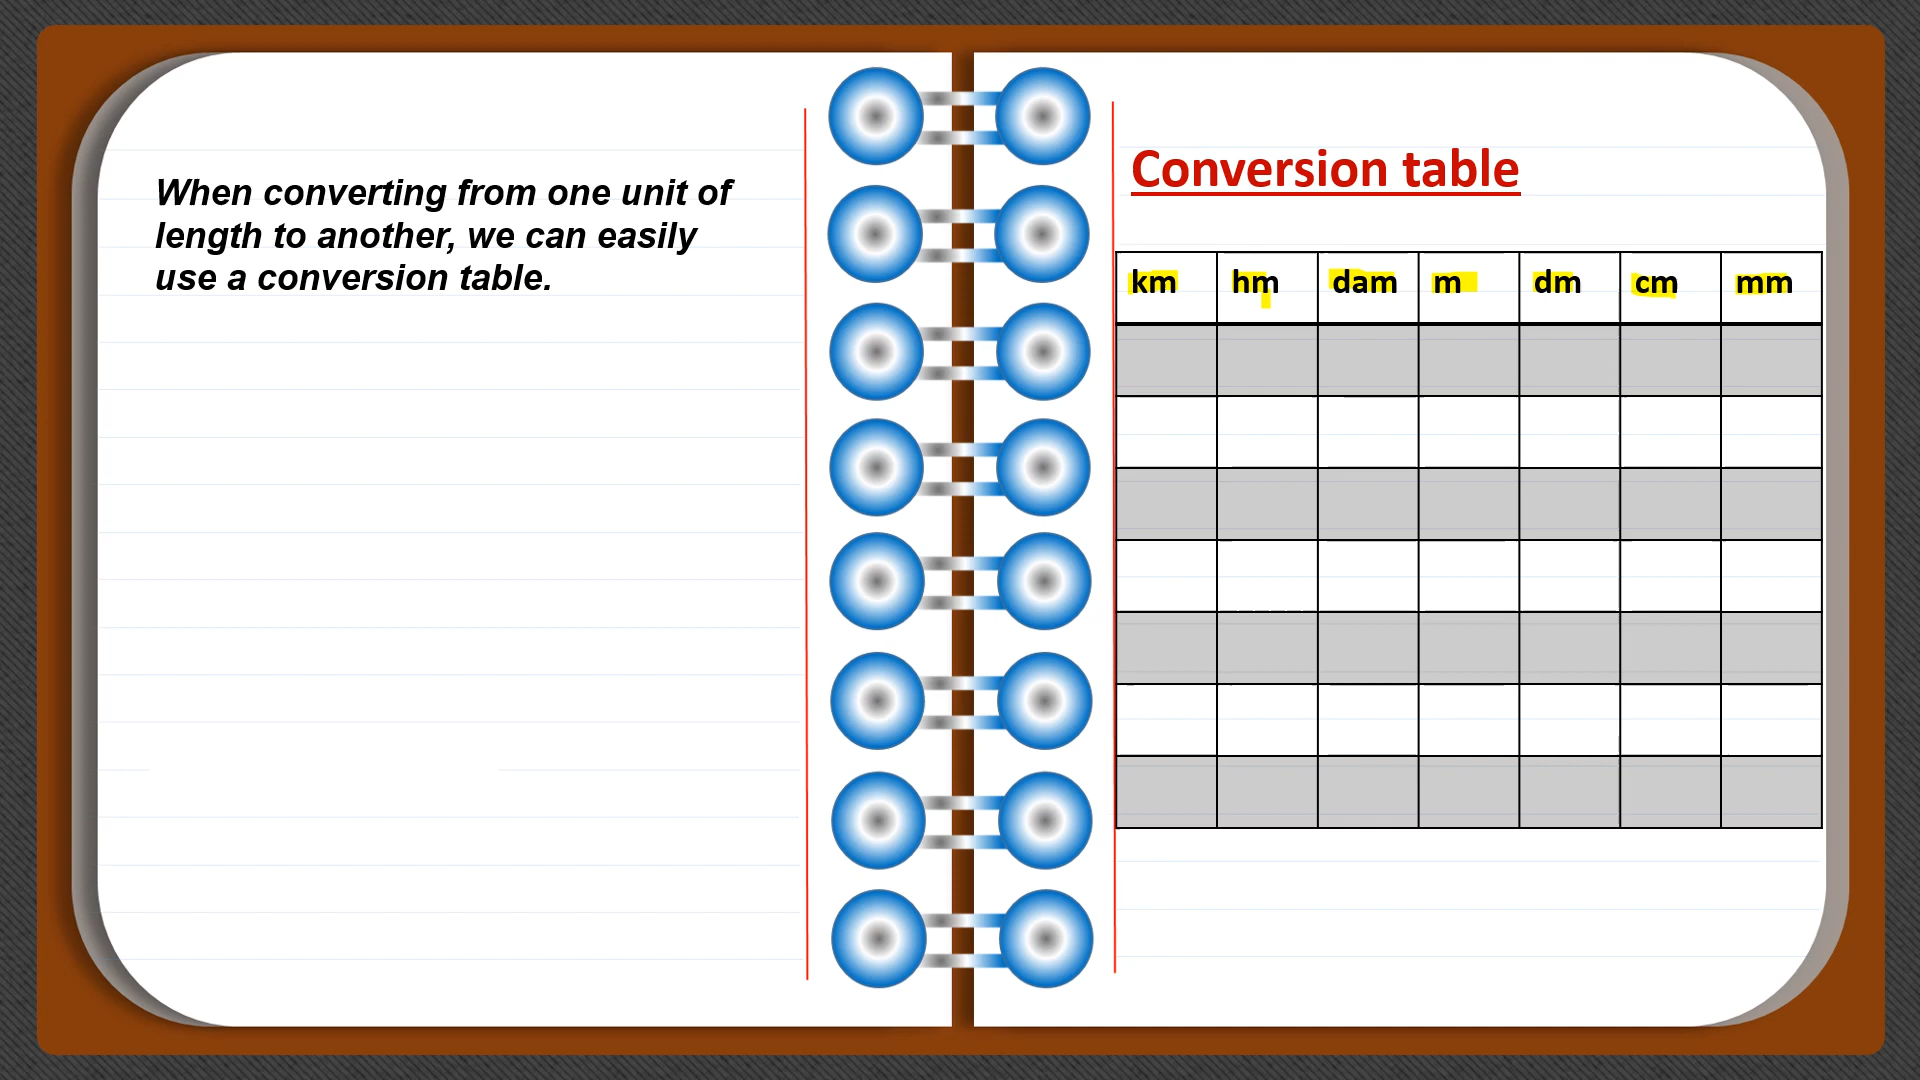 When converting from one unit of
length to another, we can easily
use a conversion table.
Conversion table
km hm dam m dm cm mm